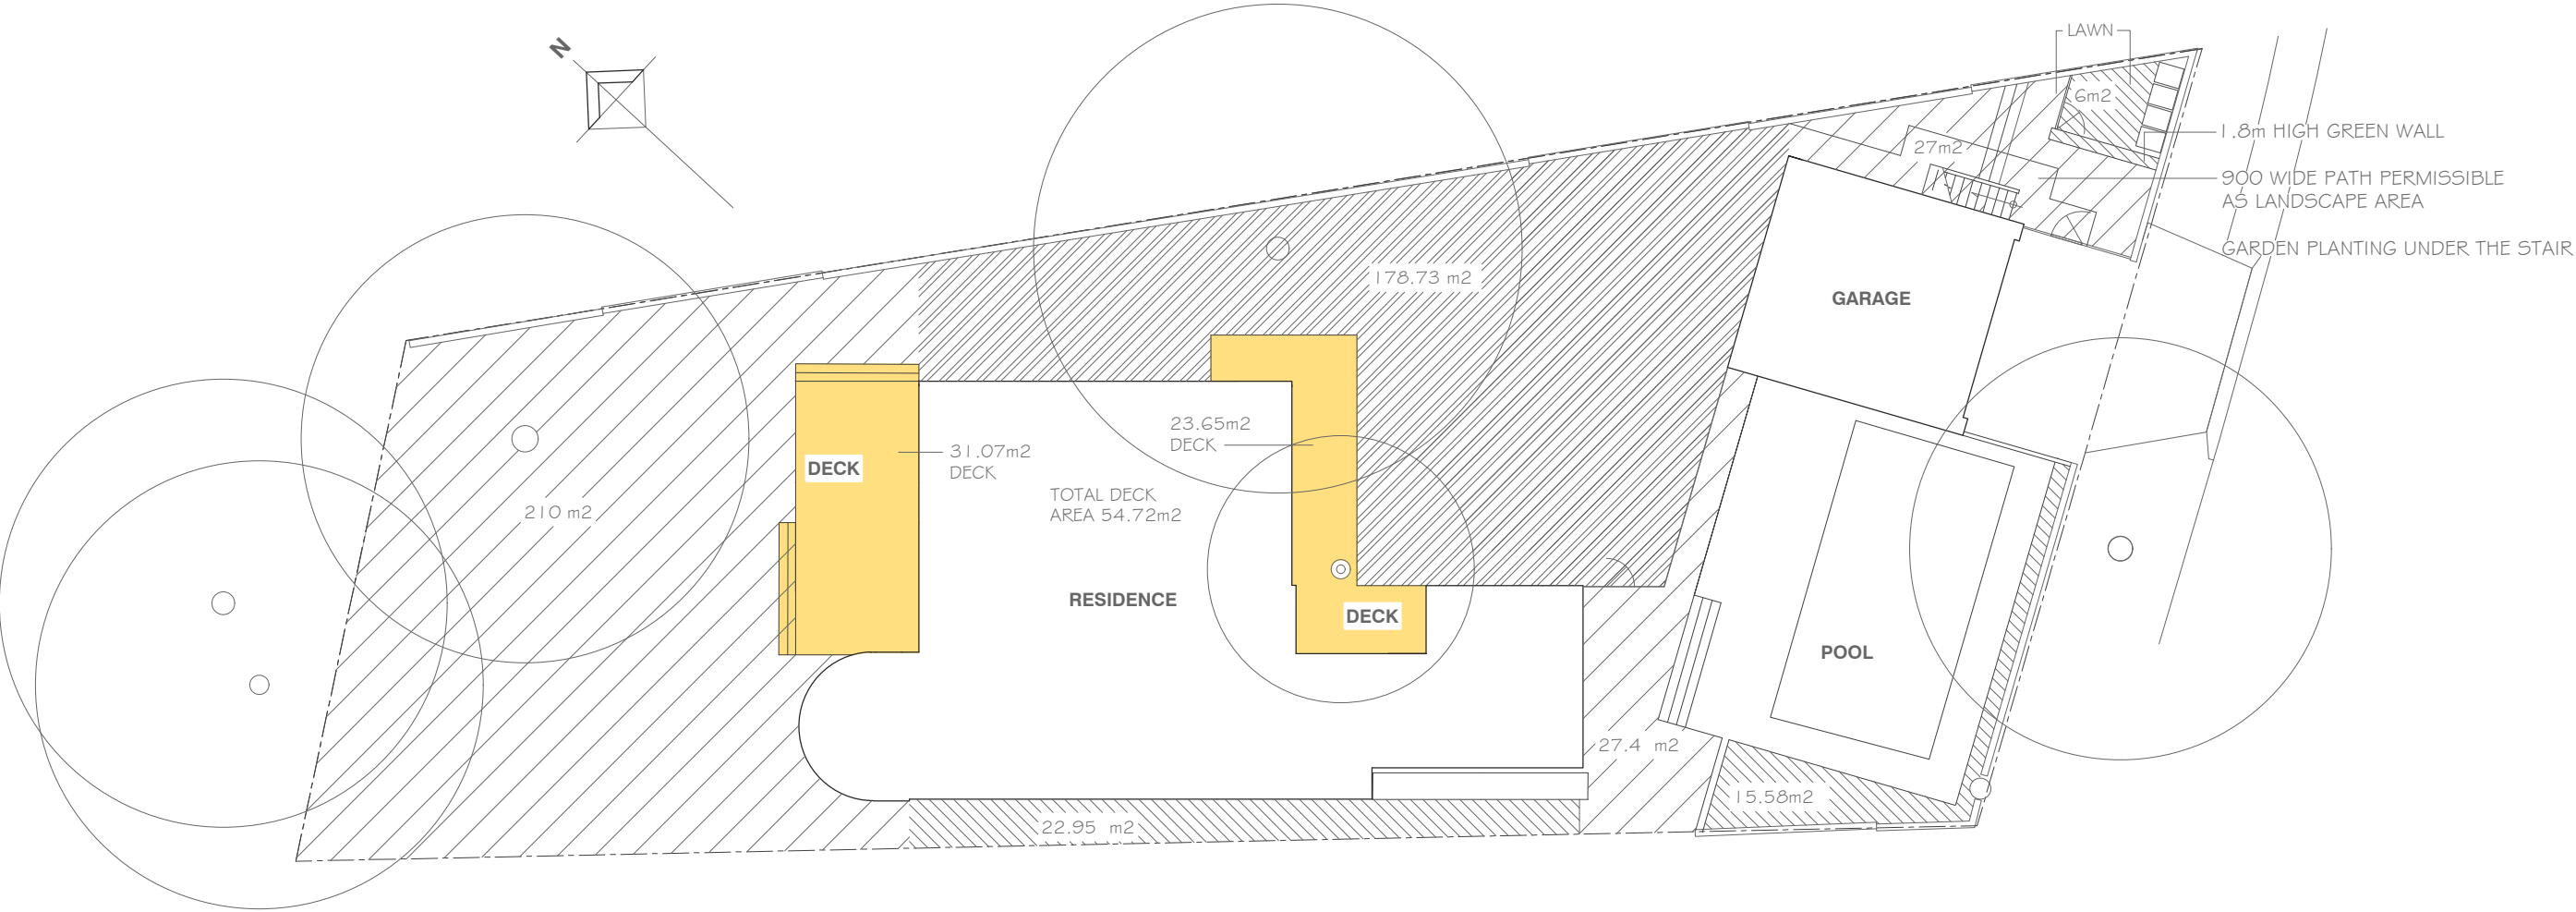 N
LAWN
6m2
1.8m HIGH GREEN WALL
27m2
900 WIDE PATH PERMISSIBLE
AS LANDSCAPE AREA
GARDEN PLANTING UNDER THE STAIR
178.73 m2
GARAGE
23.65m2
DECK
31.07m2
DECK
DECK
TOTAL DECK
AREA 54.72m2
210 m2
RESIDENCE
DECK
POOL
27.4 m2
15.58m2
22.95 m2